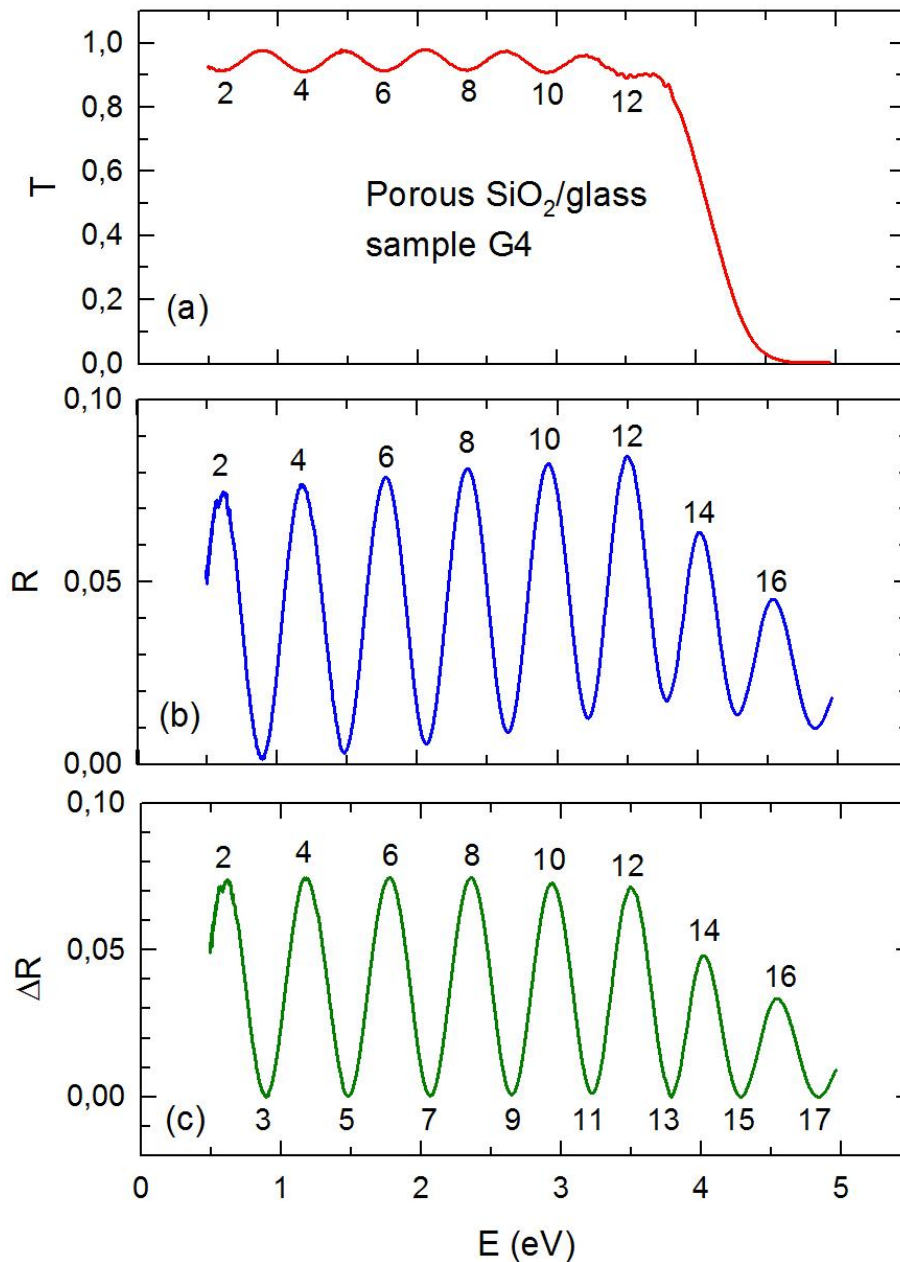 1,0
0,8
0,6
0,4
0,2
0,0
T
2 4 6 8 10 12
Porous SiO₂/glass
sample G4
(a)
0,10
0,05
0,00
R
2 4 6 8 10 12 14 16
(b)
0,10
0,05
0,00
ΔR
2 4 6 8 10 12 14 16
(c) 3 5 7 9 11 13 15 17
0 1 2 3 4 5
E (eV)